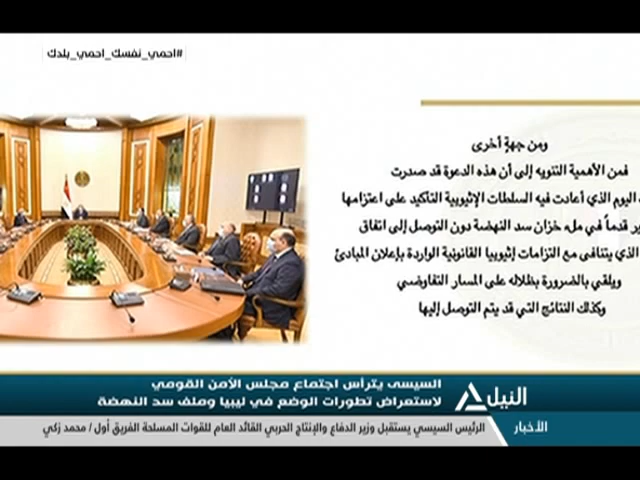 #احمي_نفسك_احمي_بلدك
ومن جهةٍ أخرى
فمن الأهمية التنويه إلى أن هذه الدعوة قد صدرت
اليوم الذي أعادت فيه السلطات الإثيوبية التأكيد على اعتزامها
قدماً في ملء خزان سد النهضة دون التوصل إلى اتفاق
الذي يتنافى مع التزامات إثيوبيا القانونية الواردة بإعلان المبادئ
ويلقي بالضرورة بظلاله على المسار التفاوضي
وكذلك النتائج التي قد يتم التوصل إليها
السيسى يترأس اجتماع مجلس الأمن القومي
لاستعراض تطورات الوضع في ليبيا وملف سد النهضة
النيل
الأخبار
الرئيس السيسي يستقبل وزير الدفاع والإنتاج الحربي القائد العام للقوات المسلحة الفريق أول / محمد زكي